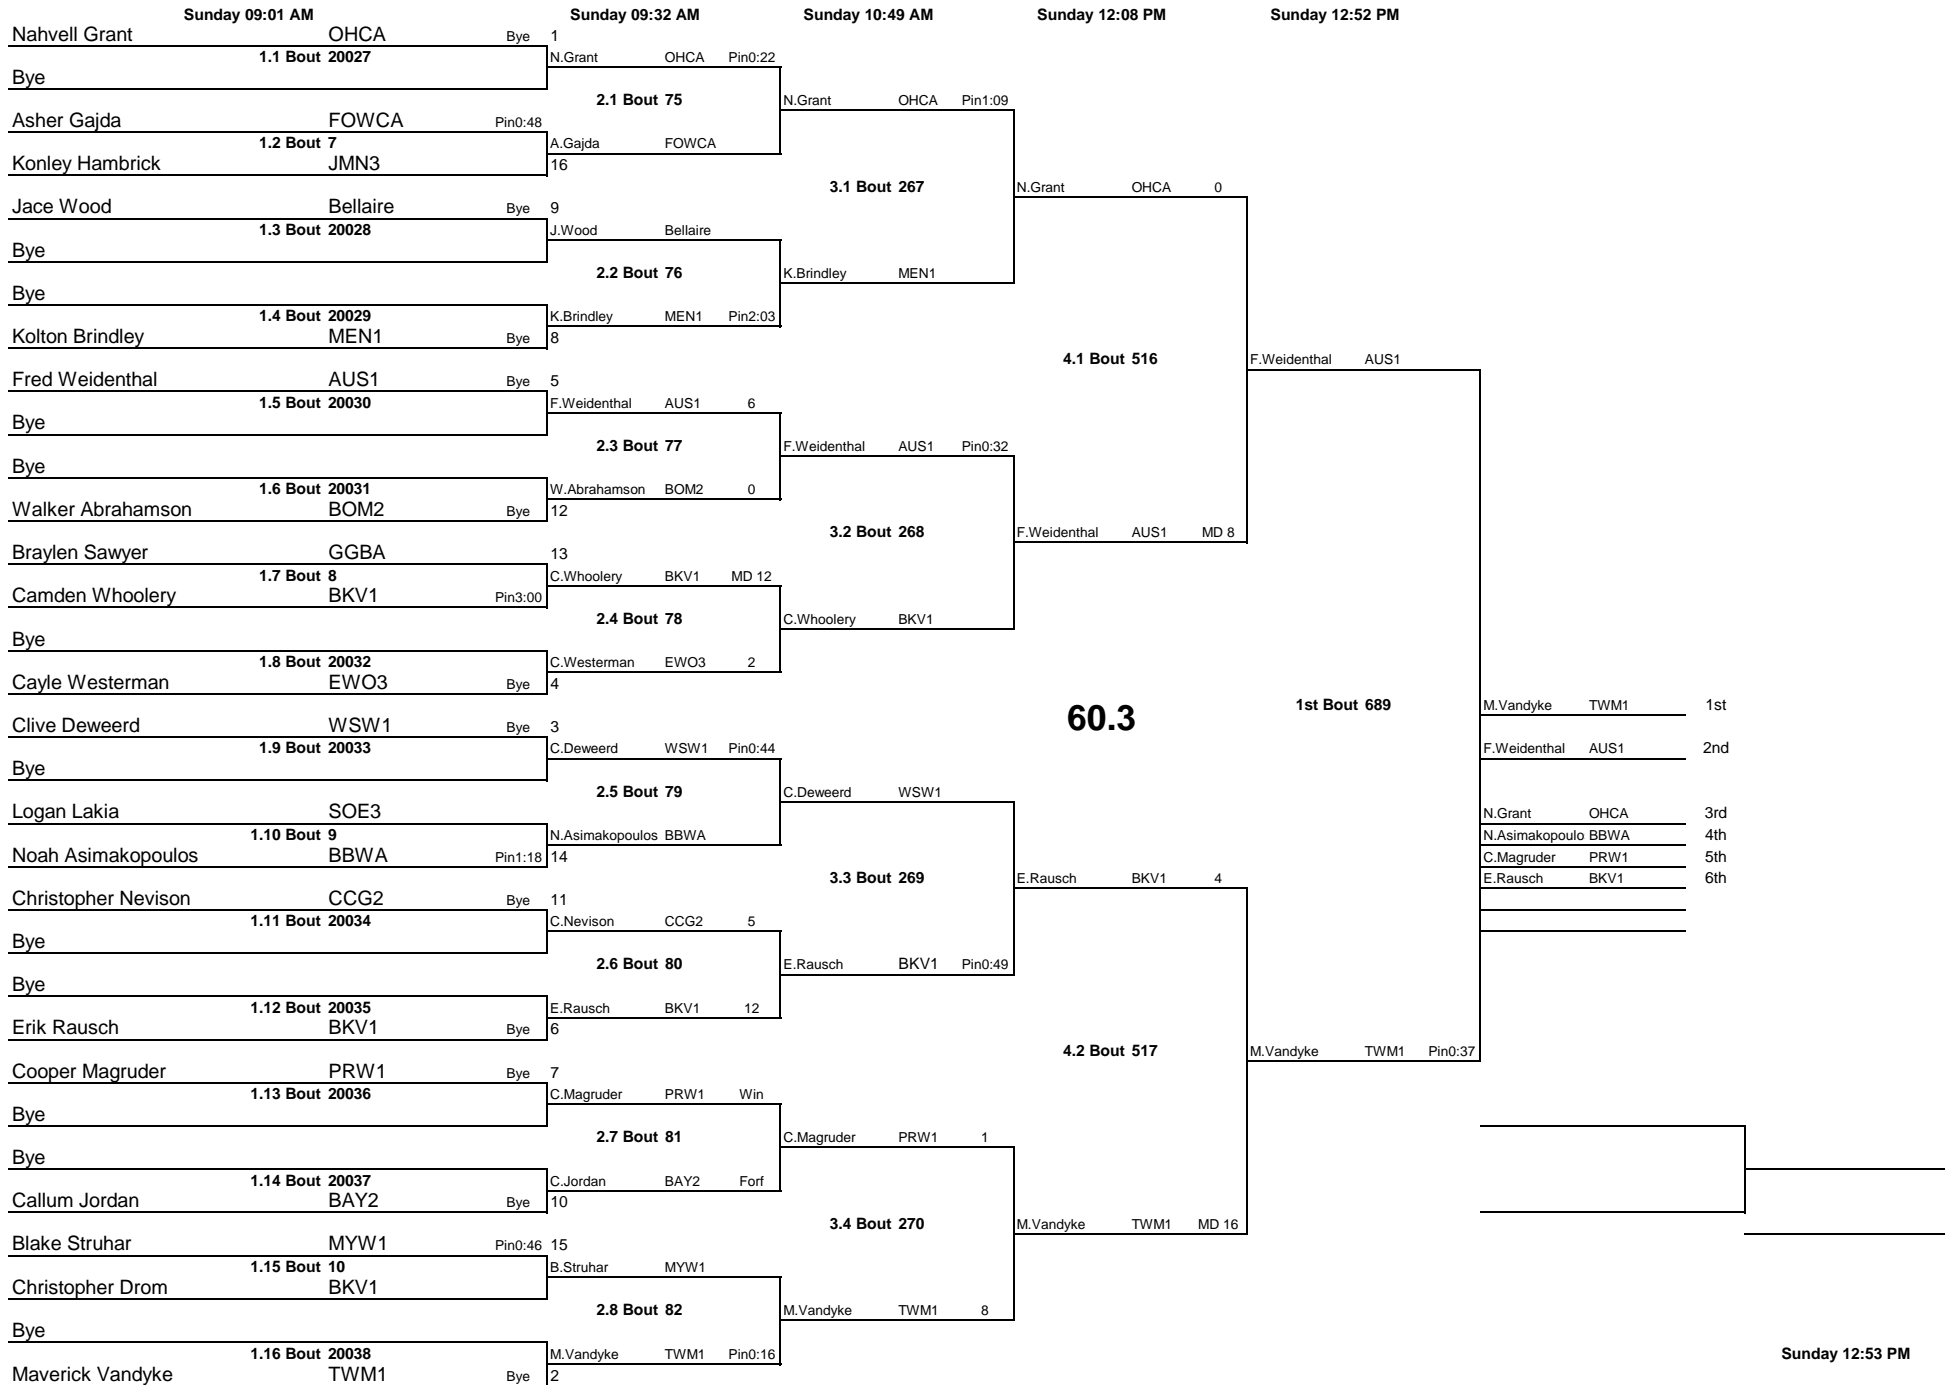 Sunday 09:01 AM Sunday 09:32 AM Sunday 10:49 AM Sunday 12:08 PM Sunday 12:52 PM
Nahvell Grant OHCA Bye 1
1.1 Bout 20027 N.Grant OHCA Pin0:22
Bye
2.1 Bout 75 N.Grant OHCA Pin1:09
Asher Gajda FOWCA Pin0:48
1.2 Bout 7 A.Gajda FOWCA
Konley Hambrick JMN3 16
3.1 Bout 267 N.Grant OHCA 0
Jace Wood Bellaire Bye 9
1.3 Bout 20028 J.Wood Bellaire
Bye
2.2 Bout 76 K.Brindley MEN1
Bye
1.4 Bout 20029 K.Brindley MEN1 Pin2:03
Kolton Brindley MEN1 Bye 8
4.1 Bout 516 F.Weidenthal AUS1
Fred Weidenthal AUS1 Bye 5
1.5 Bout 20030 F.Weidenthal AUS1 6
Bye
2.3 Bout 77 F.Weidenthal AUS1 Pin0:32
Bye
1.6 Bout 20031 W.Abrahamson BOM2 0
Walker Abrahamson BOM2 Bye 12
3.2 Bout 268 F.Weidenthal AUS1 MD 8
Braylen Sawyer GGBA 13
1.7 Bout 8 C.Whoolery BKV1 MD 12
Camden Whoolery BKV1 Pin3:00
2.4 Bout 78 C.Whoolery BKV1
Bye
1.8 Bout 20032 C.Westerman EWO3 2
Cayle Westerman EWO3 Bye 4
60.3 1st Bout 689 M.Vandyke TWM1 1st
Clive Deweerd WSW1 Bye 3
1.9 Bout 20033 C.Deweerd WSW1 Pin0:44 F.Weidenthal AUS1 2nd
Bye
2.5 Bout 79 C.Deweerd WSW1
Logan Lakia SOE3 N.Grant OHCA 3rd
1.10 Bout 9 N.Asimakopoulos BBWA N.Asimakopoulo BBWA 4th
Noah Asimakopoulos BBWA Pin1:18 14 C.Magruder PRW1 5th
3.3 Bout 269 E.Rausch BKV1 4 E.Rausch BKV1 6th
Christopher Nevison CCG2 Bye 11
1.11 Bout 20034 C.Nevison CCG2 5
Bye
2.6 Bout 80 E.Rausch BKV1 Pin0:49
Bye
1.12 Bout 20035 E.Rausch BKV1 12
Erik Rausch BKV1 Bye 6
4.2 Bout 517 M.Vandyke TWM1 Pin0:37
Cooper Magruder PRW1 Bye 7
1.13 Bout 20036 C.Magruder PRW1 Win
Bye
2.7 Bout 81 C.Magruder PRW1 1
Bye
1.14 Bout 20037 C.Jordan BAY2 Forf
Callum Jordan BAY2 Bye 10
3.4 Bout 270 M.Vandyke TWM1 MD 16
Blake Struhar MYW1 Pin0:46 15
1.15 Bout 10 B.Struhar MYW1
Christopher Drom BKV1
2.8 Bout 82 M.Vandyke TWM1 8
Bye
1.16 Bout 20038 M.Vandyke TWM1 Pin0:16 Sunday 12:53 PM
Maverick Vandyke TWM1 Bye 2